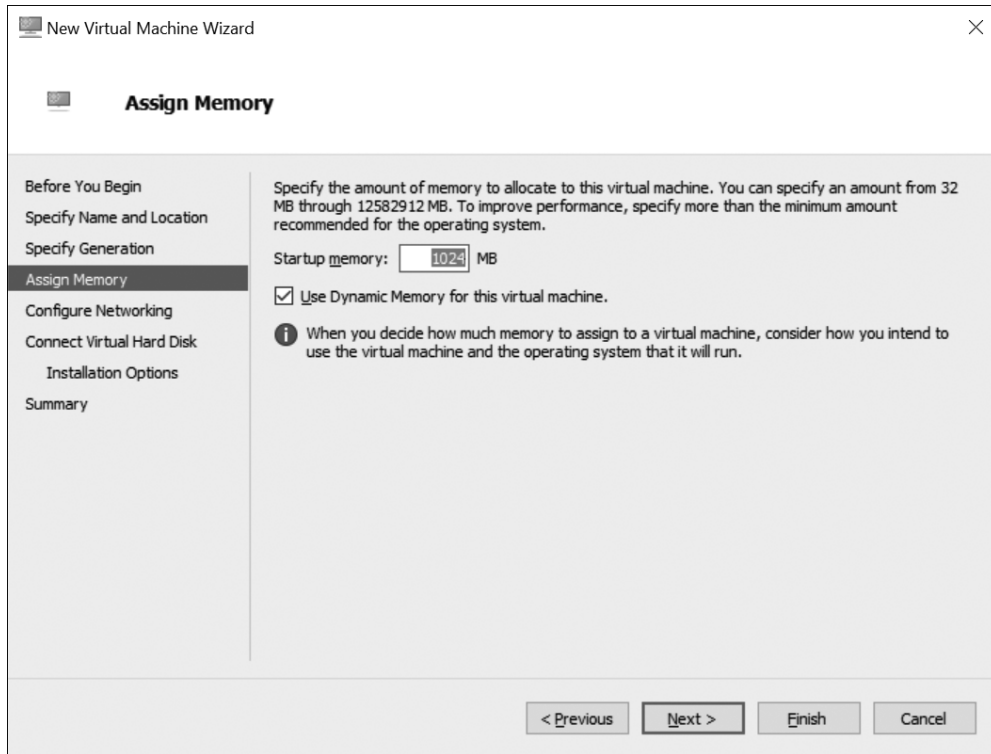 New Virtual Machine Wizard
Assign Memory
Before You Begin
Specify Name and Location
Specify Generation
Assign Memory
Configure Networking
Connect Virtual Hard Disk
Installation Options
Summary
Specify the amount of memory to allocate to this virtual machine. You can specify an amount from 32
MB through 12582912 MB. To improve performance, specify more than the minimum amount
recommended for the operating system.
Startup memory: 1024 MB
Use Dynamic Memory for this virtual machine.
When you decide how much memory to assign to a virtual machine, consider how you intend to
use the virtual machine and the operating system that it will run.
< Previous Next > Finish Cancel